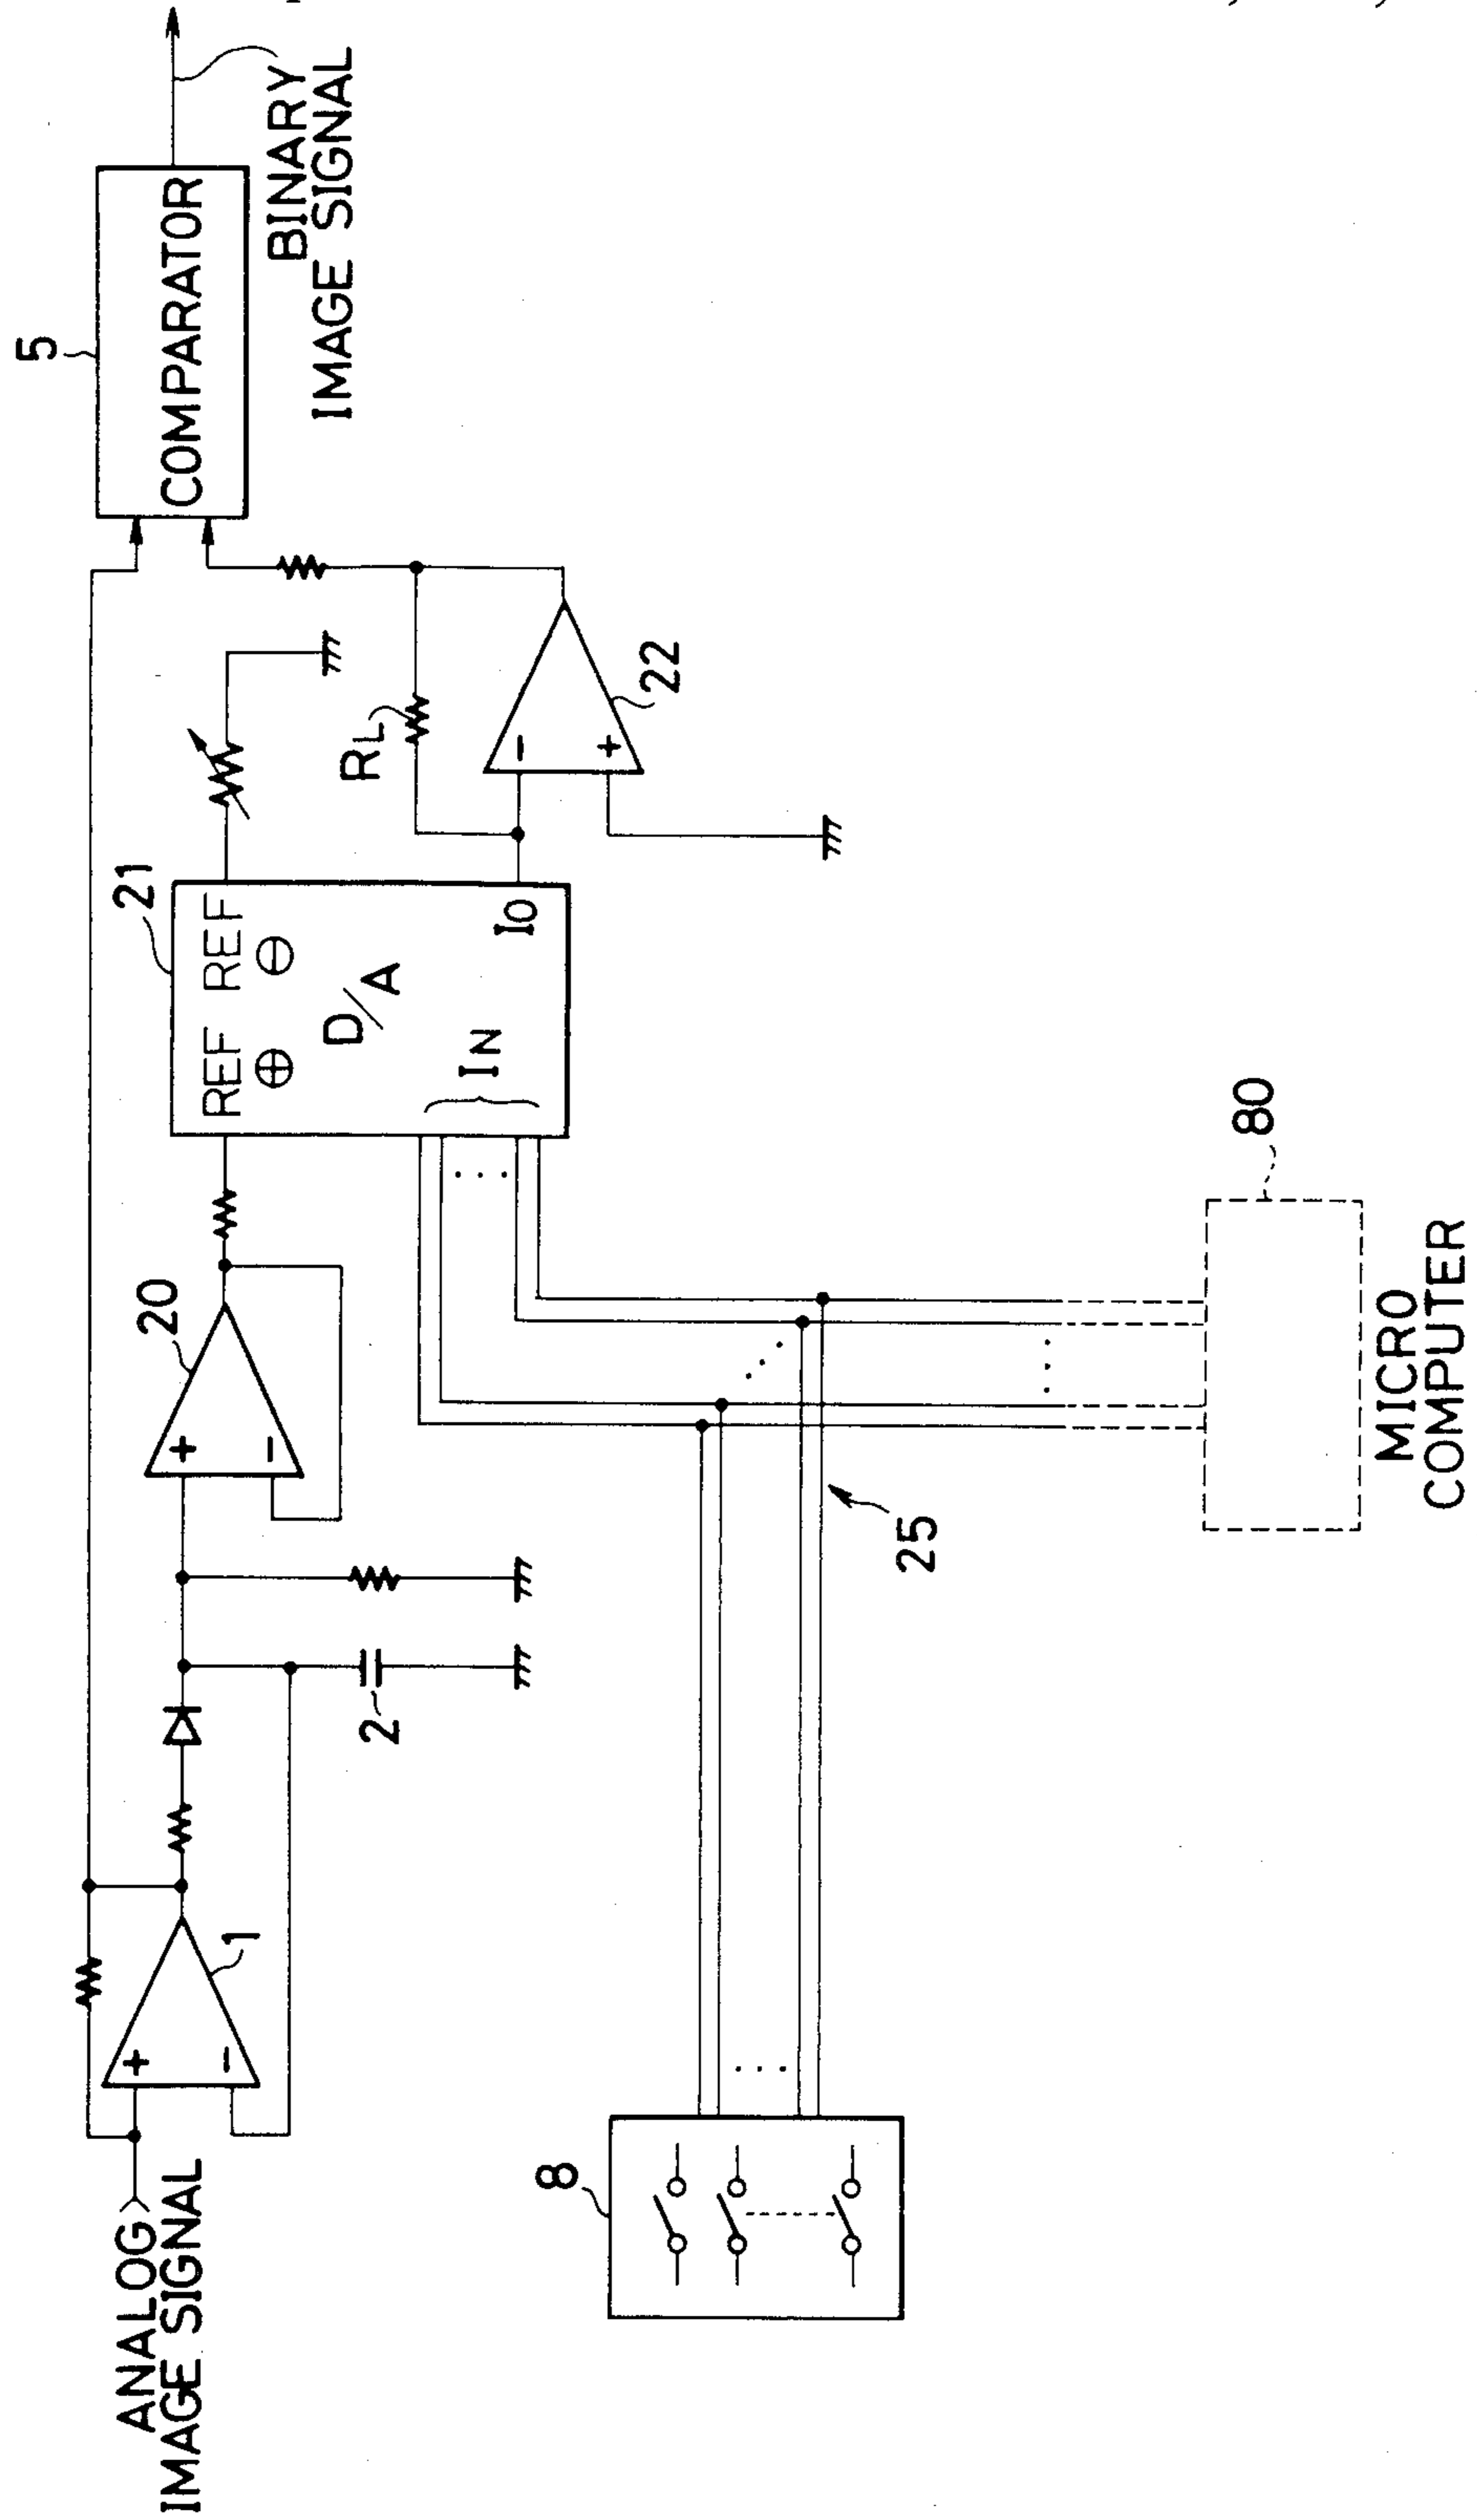 5
COMPARATOR
BINARY
IMAGE SIGNAL
21
REF REF
⊕ ⊖
D/A
IN
IO
RL
22
20
+
-
-
+
1
+
-
2
ANALOG
IMAGE SIGNAL
8
25
80
MICRO
COMPUTER